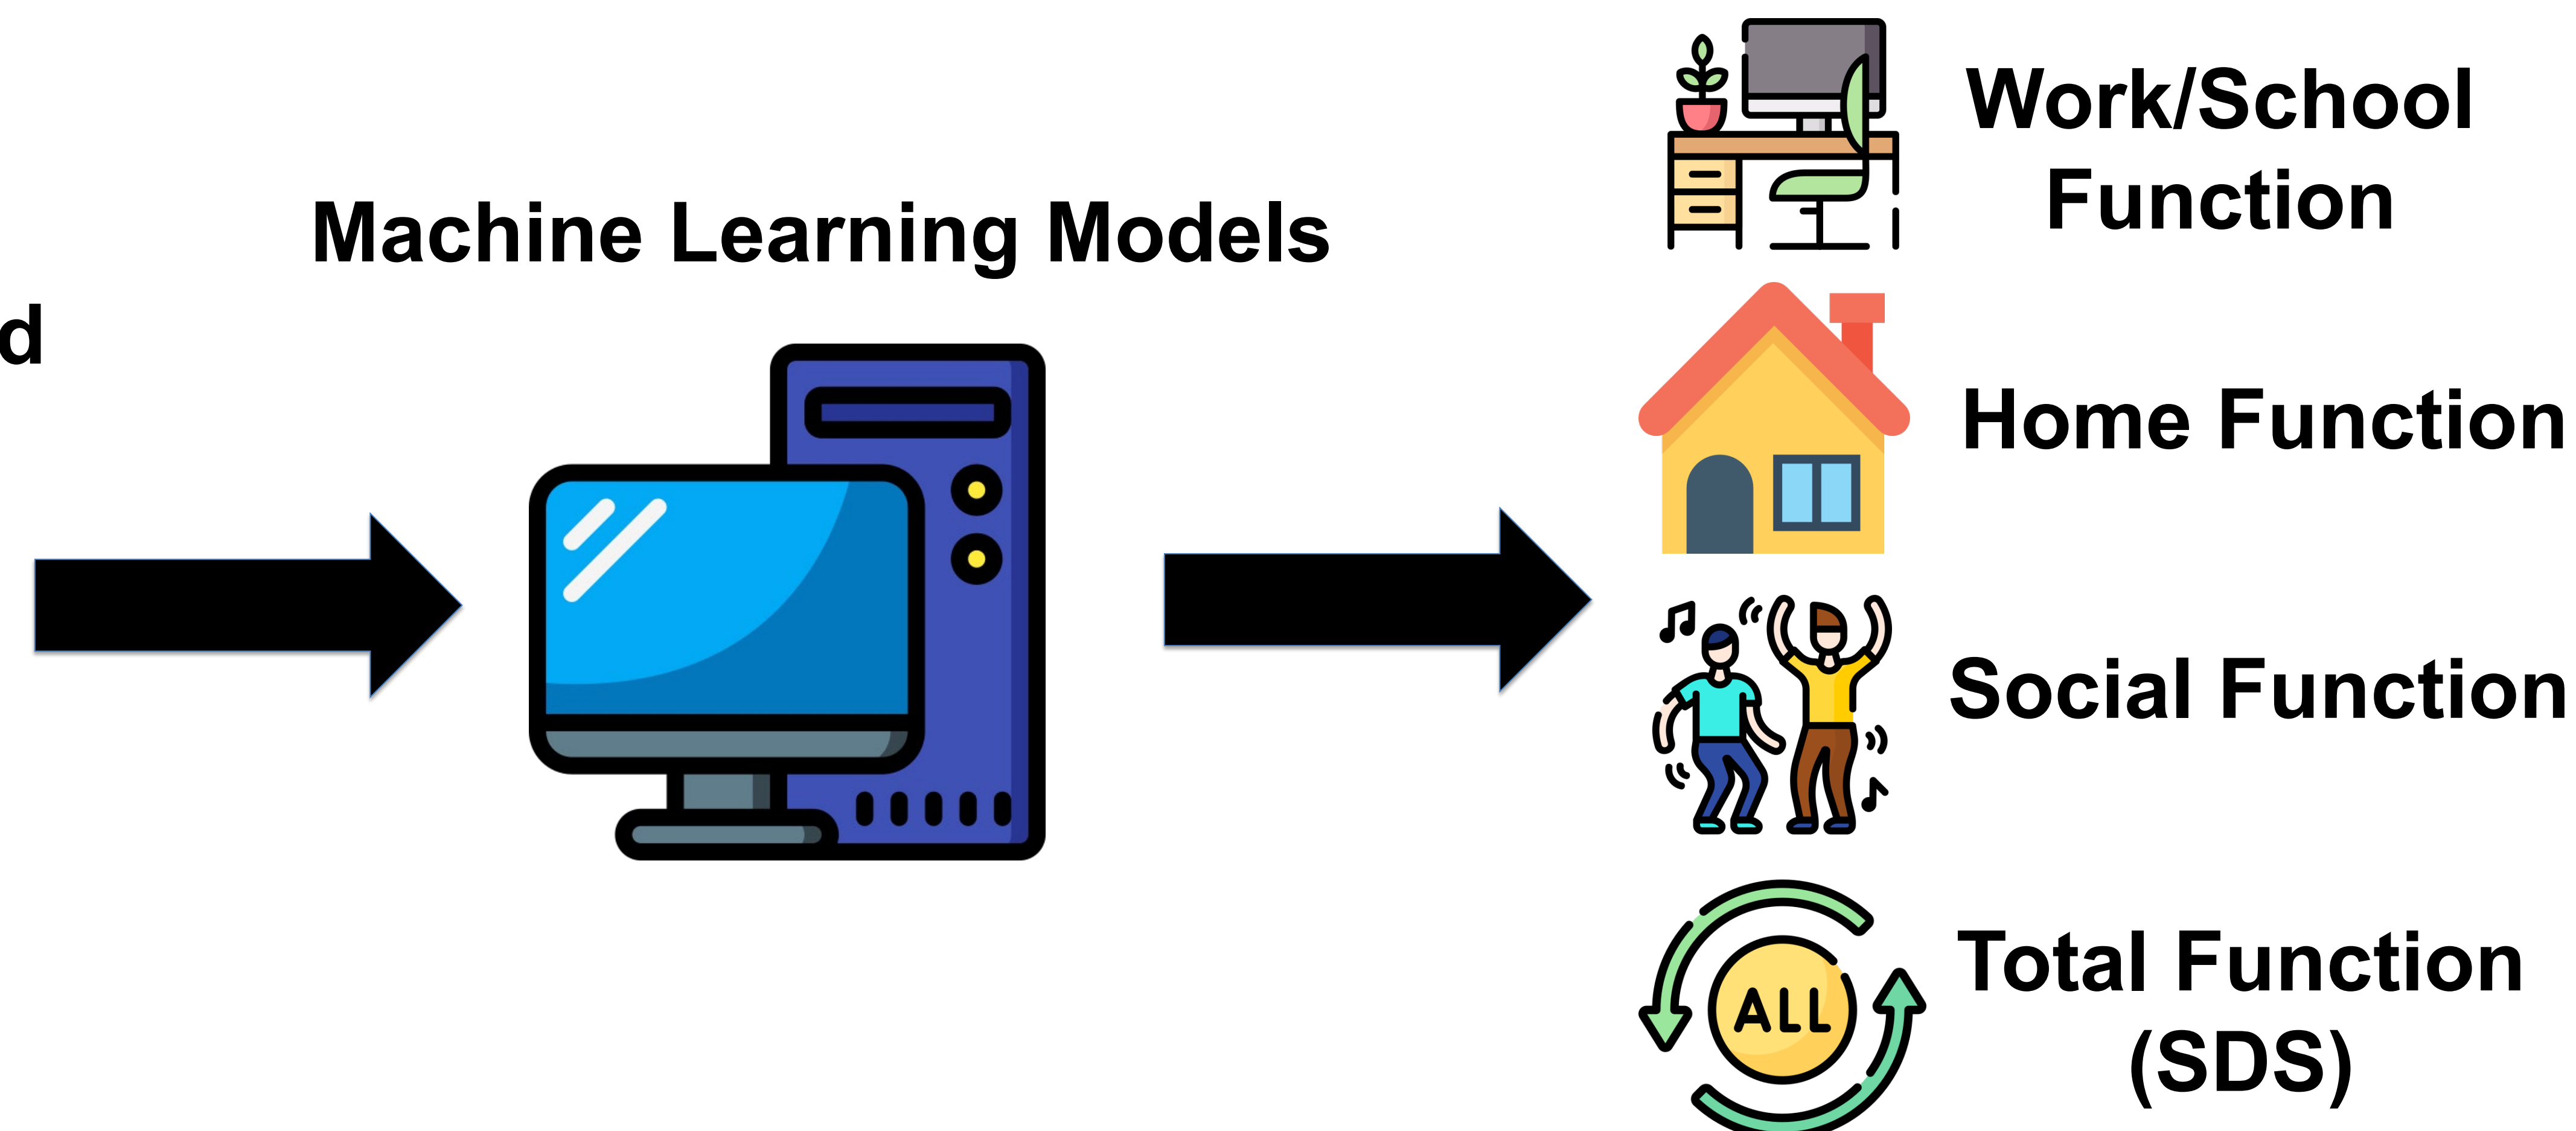 Machine Learning Models
d
Work/School
Function
Home Function
Social Function
ALL
Total Function
(SDS)